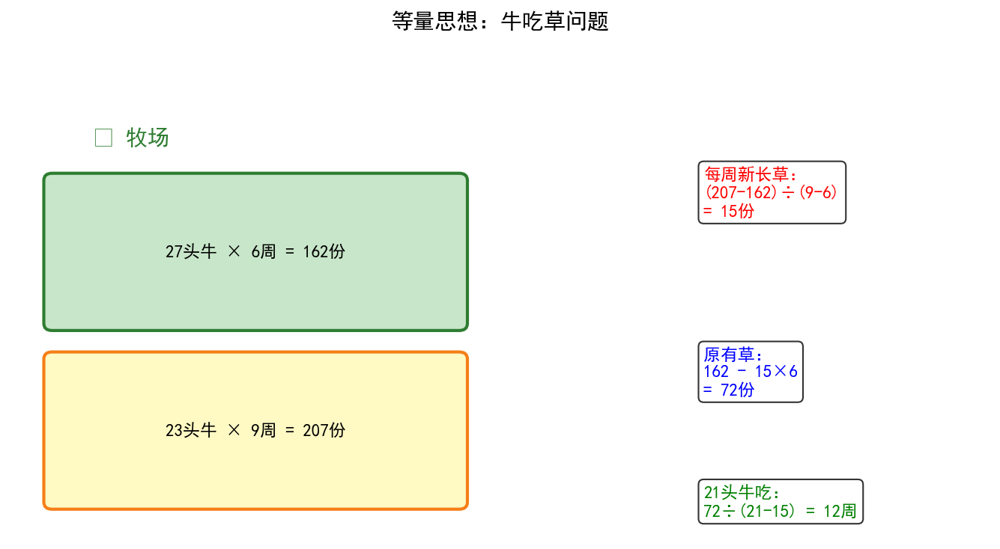 等量思想：牛吃草问题
□ 牧场
27头牛 × 6周 = 162份
23头牛 × 9周 = 207份
每周新长草：
(207-162)÷(9-6)
= 15份
原有草：
162 - 15×6
= 72份
21头牛吃：
72÷(21-15) = 12周